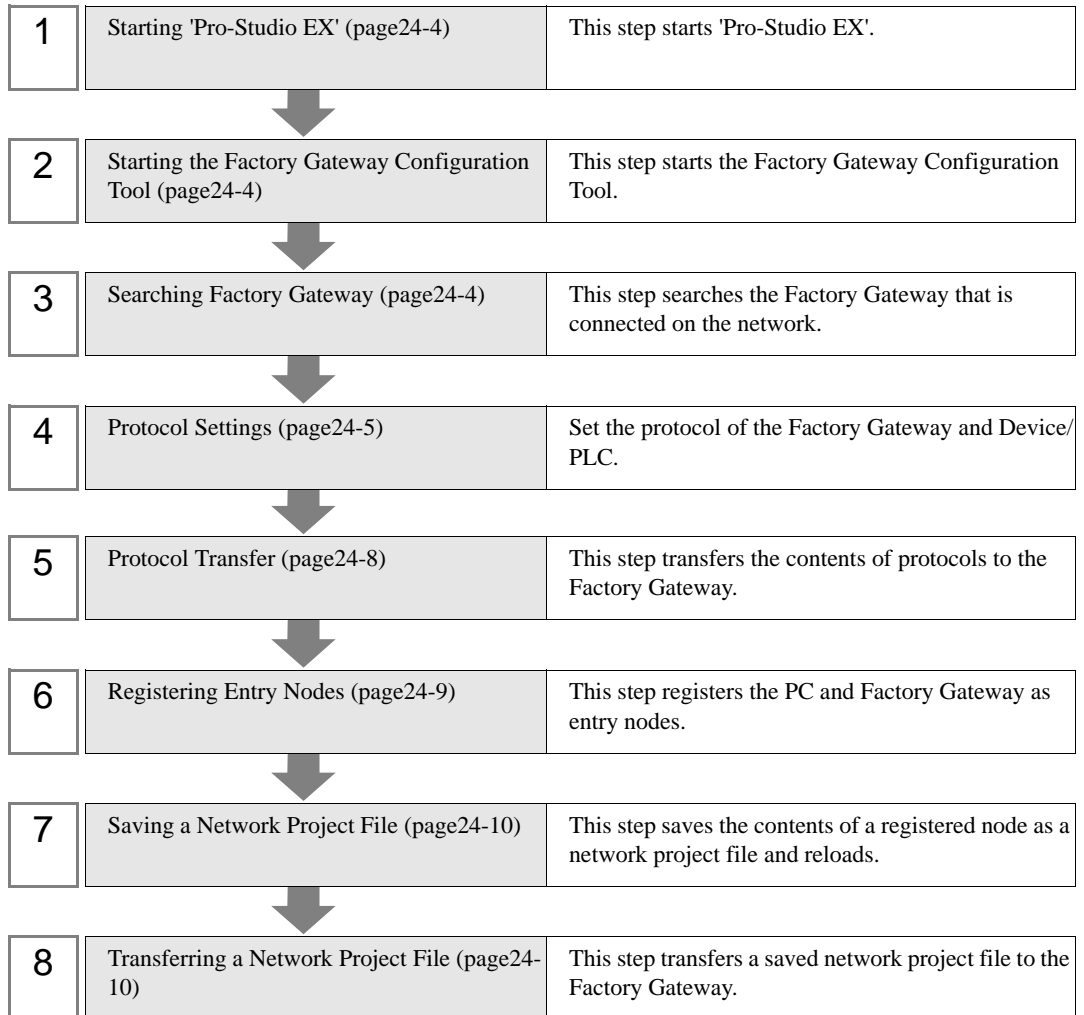 1
Starting 'Pro-Studio EX' (page24-4)
This step starts 'Pro-Studio EX'.
2
Starting the Factory Gateway Configuration
Tool (page24-4)
This step starts the Factory Gateway Configuration
Tool.
3
Searching Factory Gateway (page24-4)
This step searches the Factory Gateway that is
connected on the network.
4
Protocol Settings (page24-5)
Set the protocol of the Factory Gateway and Device/
PLC.
5
Protocol Transfer (page24-8)
This step transfers the contents of protocols to the
Factory Gateway.
6
Registering Entry Nodes (page24-9)
This step registers the PC and Factory Gateway as
entry nodes.
7
Saving a Network Project File (page24-10)
This step saves the contents of a registered node as a
network project file and reloads.
8
Transferring a Network Project File (page24-
10)
This step transfers a saved network project file to the
Factory Gateway.